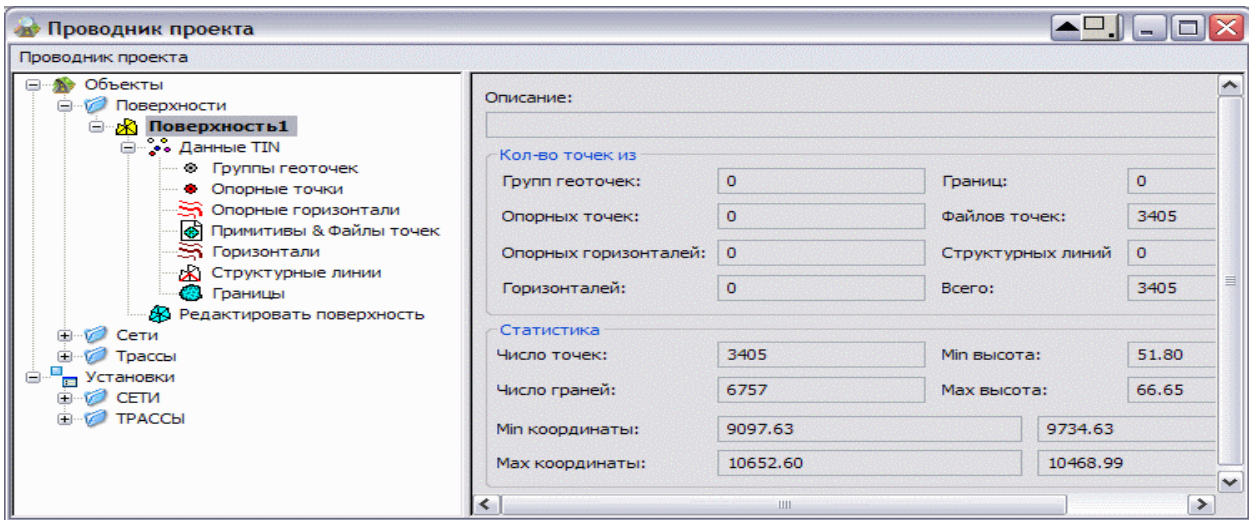 Проводник проекта
Проводник проекта
Объекты
Поверхности
Поверхность1
Данные TIN
Группы геоточек
Опорные точки
Опорные горизонтали
Примитивы & Файлы точек
Горизонтали
Структурные линии
Границы
Редактировать поверхность
Сети
Трассы
Установки
СЕТИ
ТРАССЫ
Описание:
Кол-во точек из
Групп геоточек: 0 Границ: 0
Опорных точек: 0 Файлов точек: 3405
Опорных горизонталей: 0 Структурных линий 0
Горизонталей: 0 Всего: 3405
Статистика
Число точек: 3405 Min высота: 51.80
Число граней: 6757 Max высота: 66.65
Min координаты: 9097.63 9734.63
Max координаты: 10652.60 10468.99